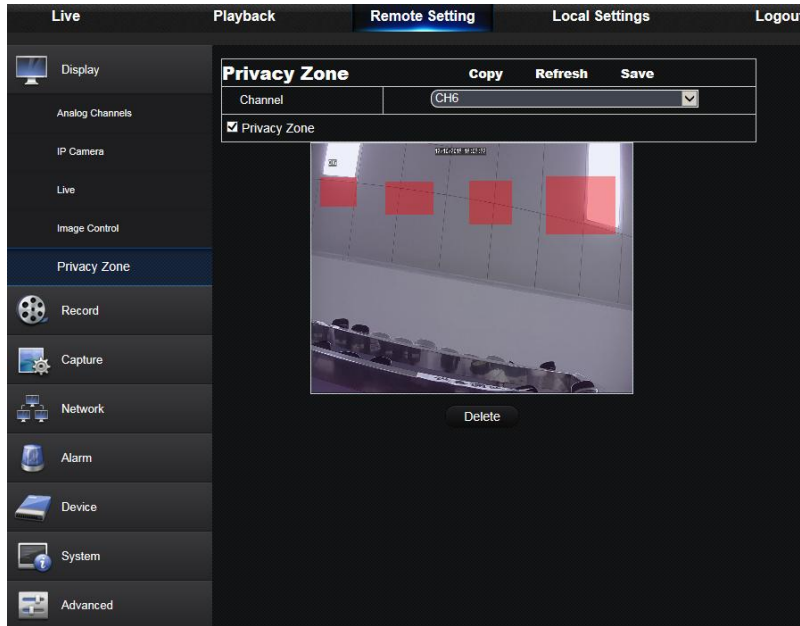 Live Playback Remote Setting Local Settings Logout
Display
Analog Channels
IP Camera
Live
Image Control
Privacy Zone
Record
Capture
Network
Alarm
Device
System
Advanced
Privacy Zone Copy Refresh Save
Channel CH6
Privacy Zone
Delete